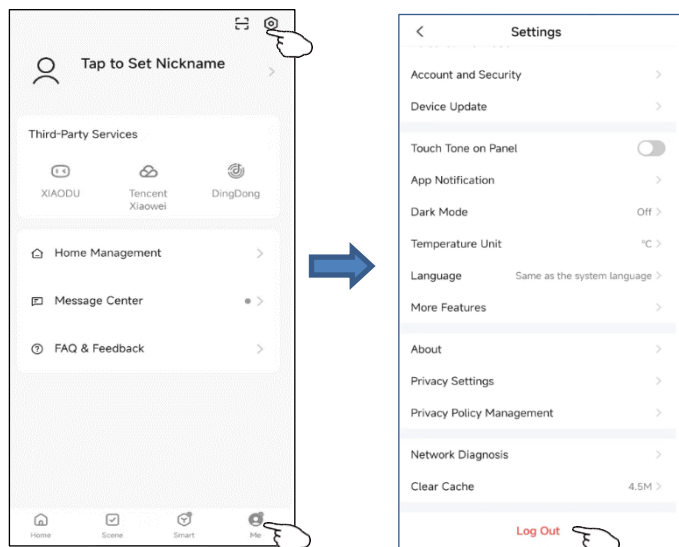 Tap to Set Nickname
Third-Party Services
XIAODU
Tencent
Xiaowei
DingDong
Home Management
Message Center
FAQ & Feedback
Home
Scene
Smart
Me
Settings
Account and Security
Device Update
Touch Tone on Panel
App Notification
Dark Mode Off
Temperature Unit °C
Language Same as the system language
More Features
About
Privacy Settings
Privacy Policy Management
Network Diagnosis
Clear Cache 4.5M
Log Out